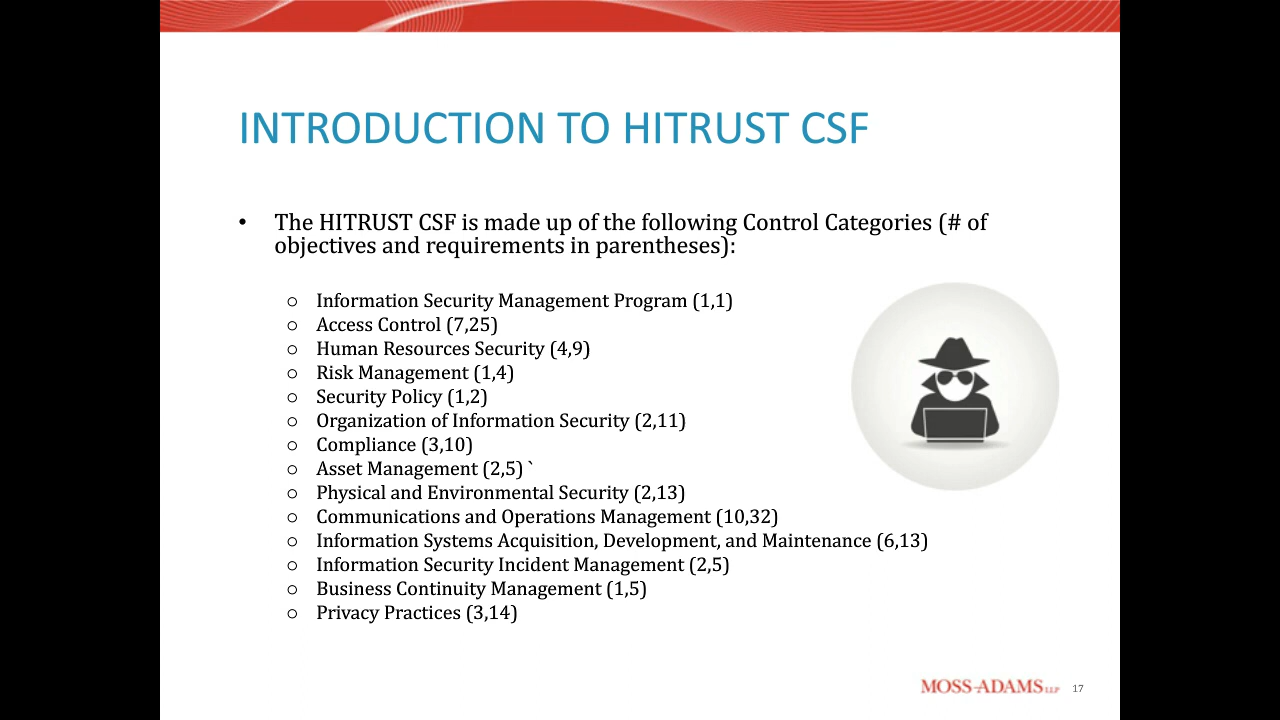 INTRODUCTION TO HITRUST CSF
• The HITRUST CSF is made up of the following Control Categories (# of
objectives and requirements in parentheses):
○ Information Security Management Program (1,1)
○ Access Control (7,25)
○ Human Resources Security (4,9)
○ Risk Management (1,4)
○ Security Policy (1,2)
○ Organization of Information Security (2,11)
○ Compliance (3,10)
○ Asset Management (2,5) `
○ Physical and Environmental Security (2,13)
○ Communications and Operations Management (10,32)
○ Information Systems Acquisition, Development, and Maintenance (6,13)
○ Information Security Incident Management (2,5)
○ Business Continuity Management (1,5)
○ Privacy Practices (3,14)
MOSS-ADAMS LLP 17